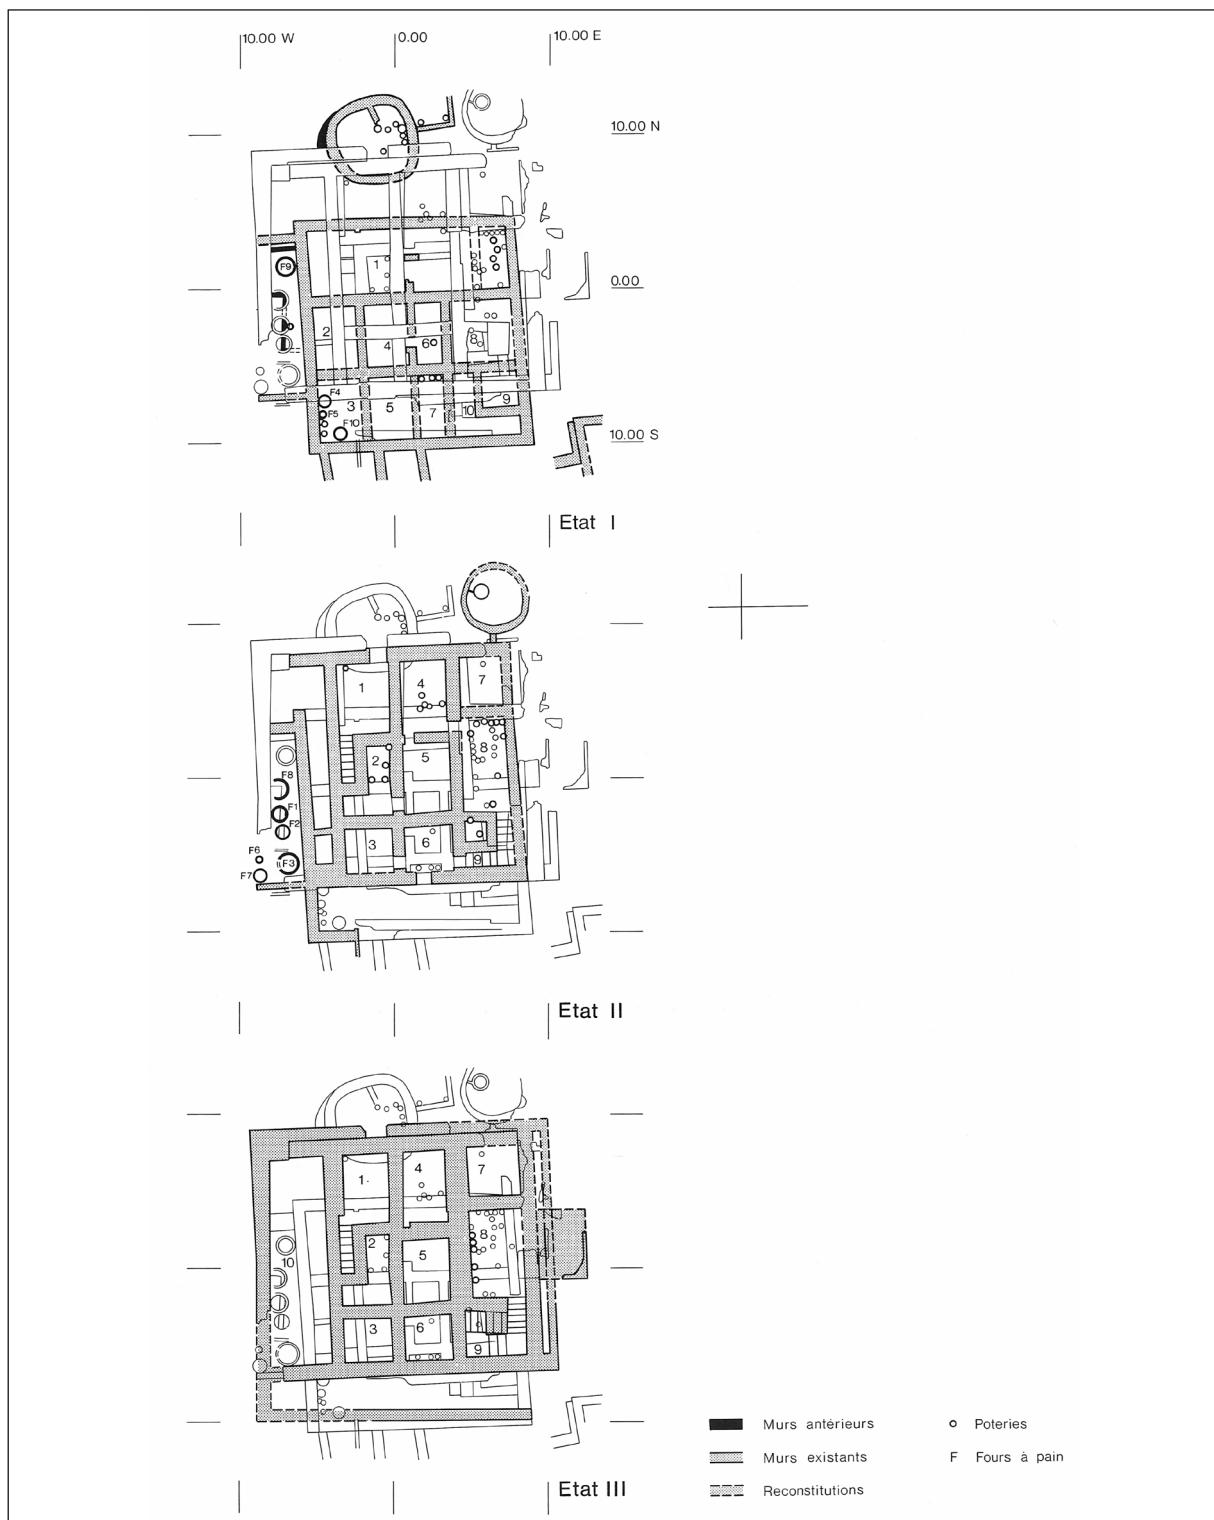 10.00 W 0.00 10.00 E
10.00 N
F9
1
0.00
2
4
6
8
F4
3
5
F5
7
10
9
F10
10.00 S
Etat I
1
4
7
2
5
8
F8
F1
F2
3
6
F6
F3
9
F7
Etat II
1
4
7
2
5
8
10
3
6
9
Murs antérieurs
Poteries
Murs existants
F Fours à pain
Reconstitutions
Etat III